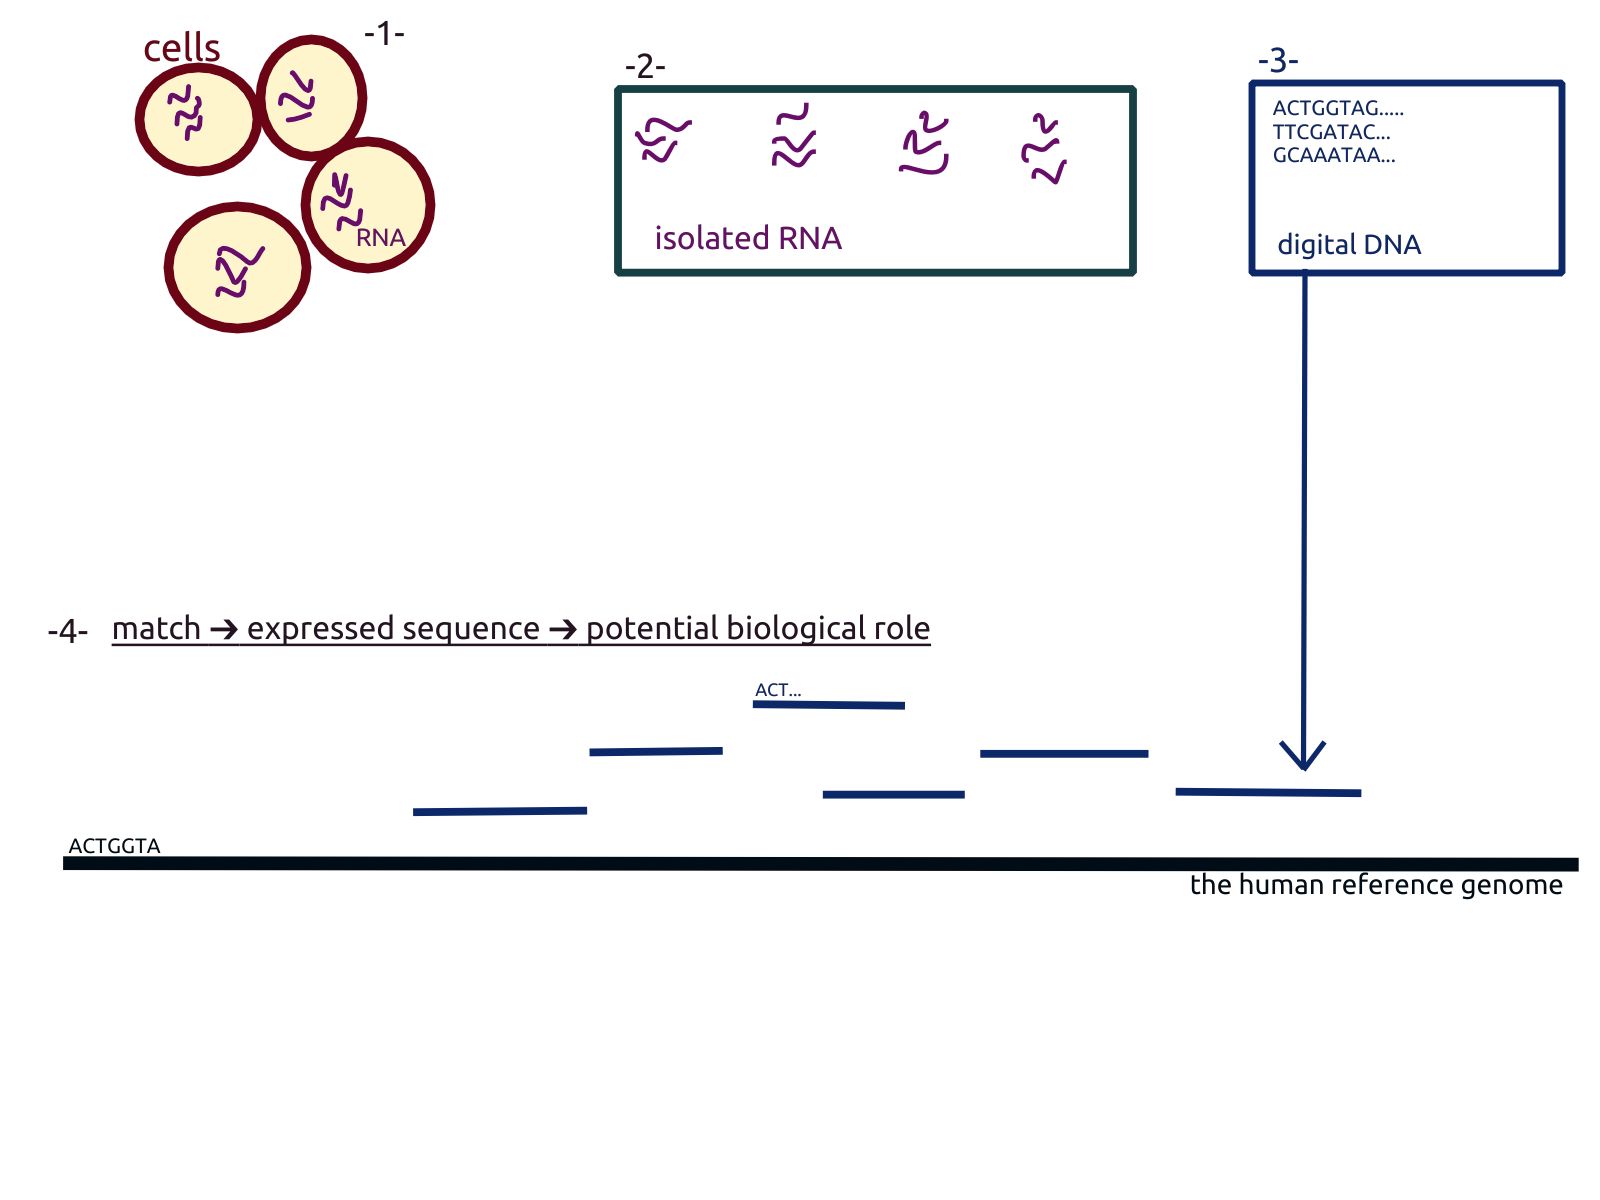 cells
-1-
RNA
-2-
isolated RNA
-3-
ACTGGTAG.....
TTCGATAC...
GCAAATAA...
digital DNA
-4- match ➔ expressed sequence ➔ potential biological role
ACT...
ACTGGTA
the human reference genome